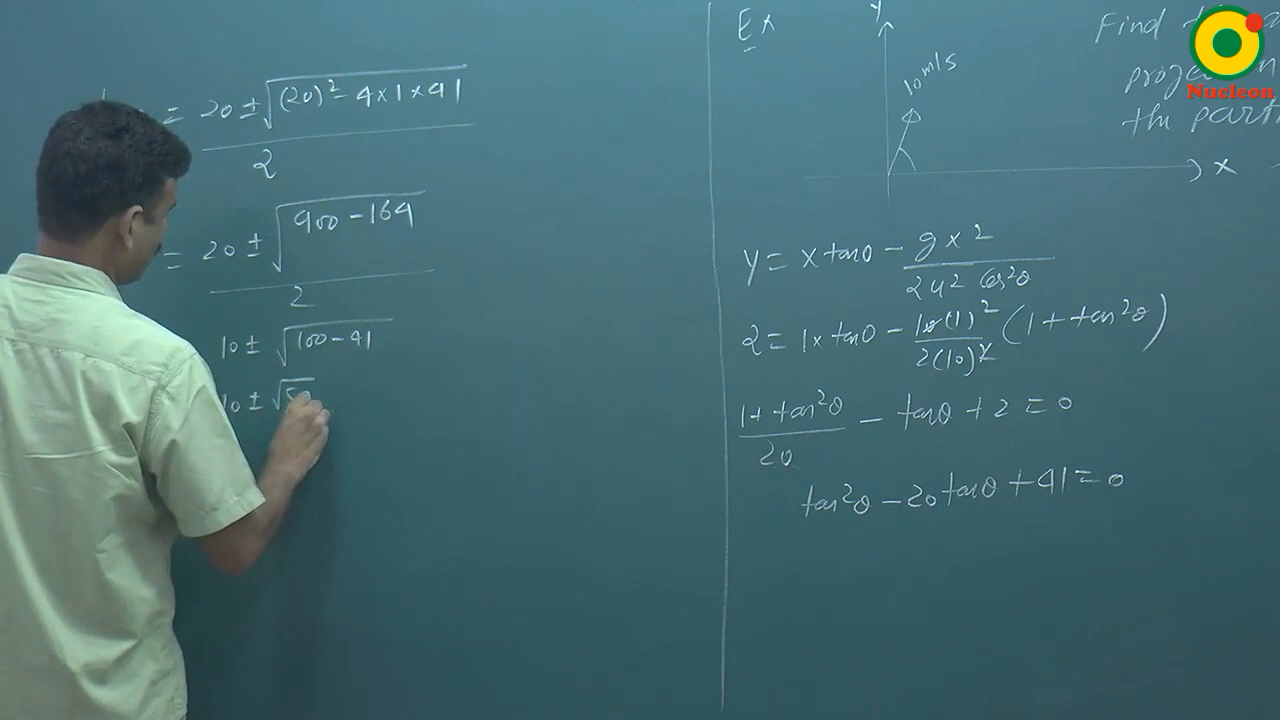 = 20 ± √(20)² - 4 × 1 × 41
2
= 20 ± √400 - 164
2
10 ± √100 - 41
10 ± √
Ex
y
10 m/s
x
Find
the parti
Nucleon
y = x tanθ - gx²
2u² cos²θ
2 = 1 x tanθ - 10(1)² (1 + tan²θ)
2(10)²
1 + tan²θ - tanθ + 2 = 0
20
tan²θ - 20 tanθ + 41 = 0